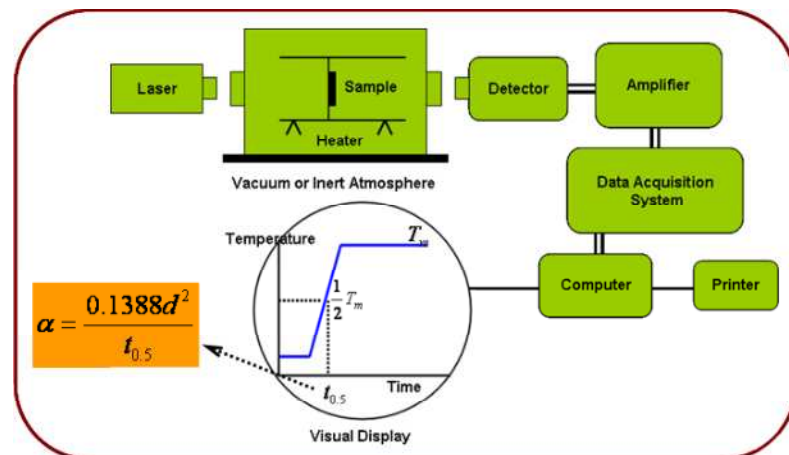 Laser
Sample
Heater
Vacuum or Inert Atmosphere
Detector
Amplifier
Data Acquisition
System
Computer
Printer
Temperature
T_m
1/2 T_m
t_0.5
Time
Visual Display
α = 0.1388d² / t_0.5